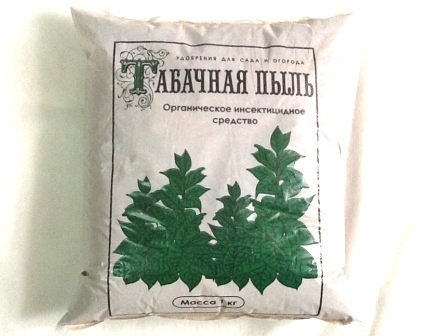 УДОБРЕНИЯ ДЛЯ САДА И ОГОРОДА
ТАБАЧНАЯ ПЫЛЬ
Органическое инсектицидное
средство
Масса 1 кг